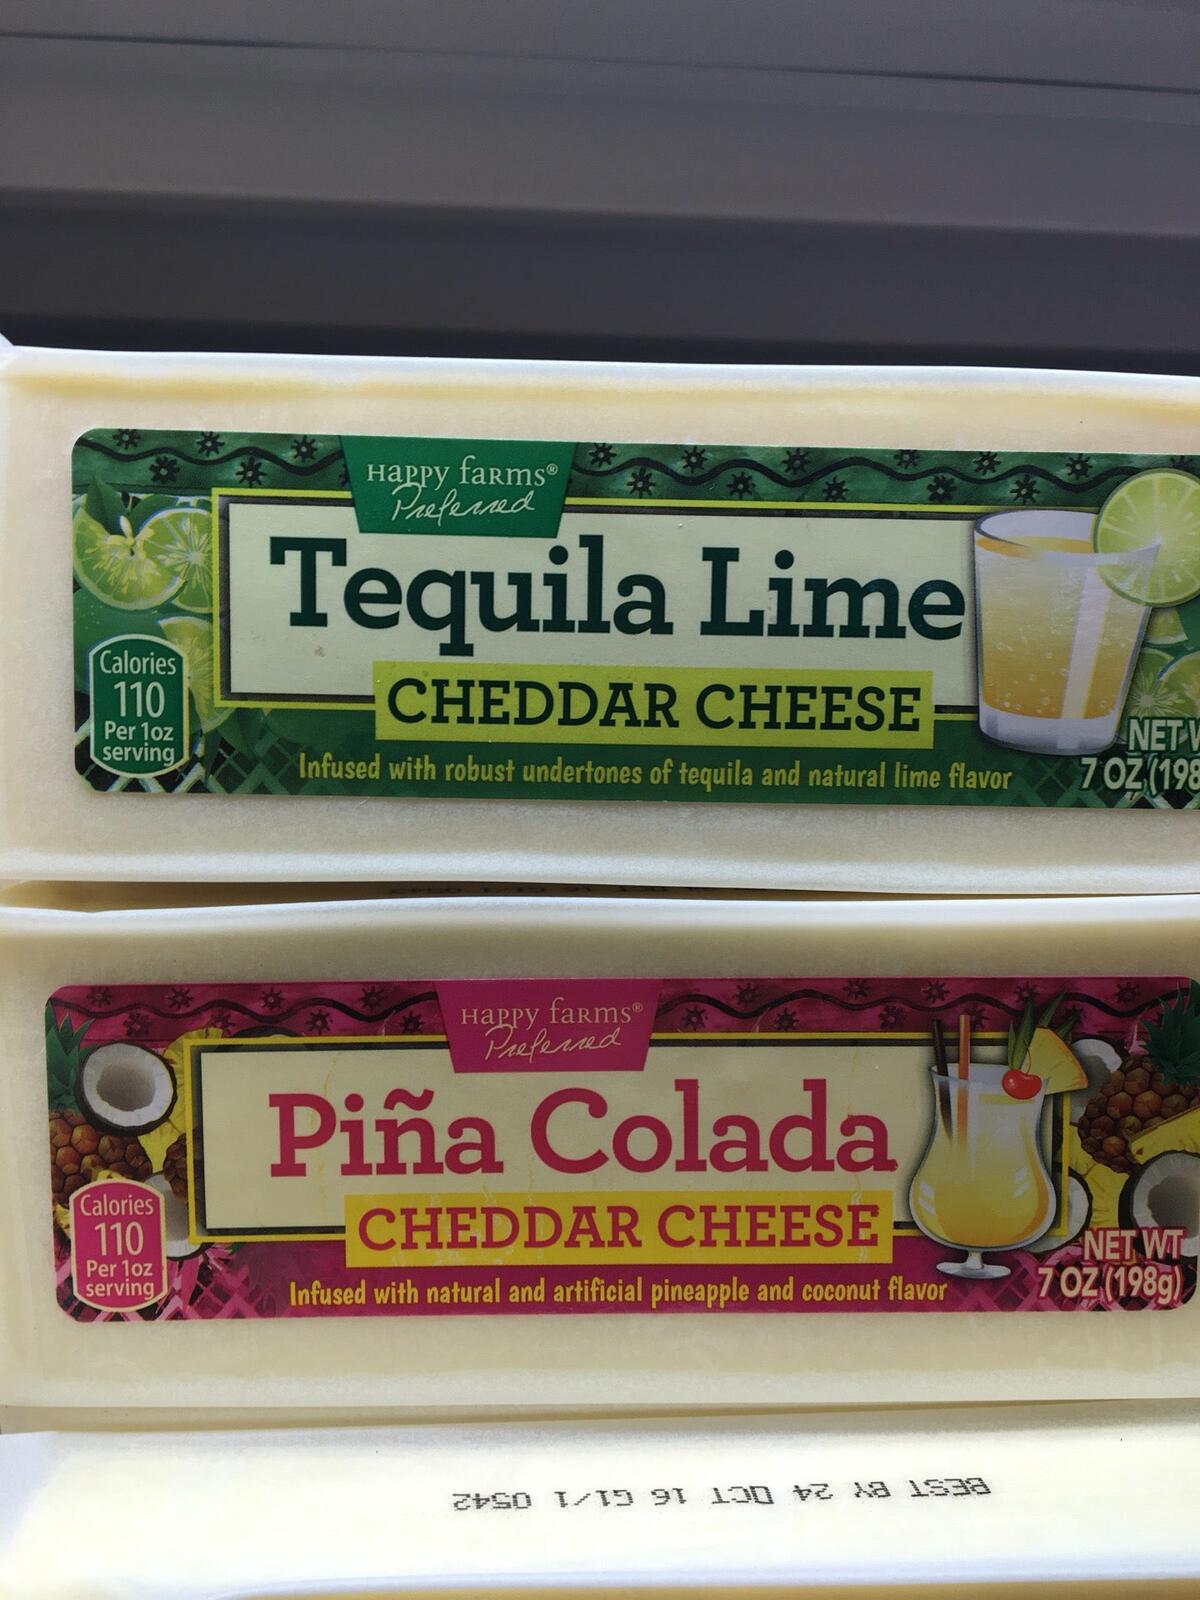 HAPPY FARMS®
Preferred
Tequila Lime
CHEDDAR CHEESE
Infused with robust undertones of tequila and natural lime flavor
Calories
110
Per 1oz
serving
NET W
7 OZ (198
HAPPY FARMS®
Preferred
Piña Colada
CHEDDAR CHEESE
Infused with natural and artificial pineapple and coconut flavor
Calories
110
Per 1oz
serving
NET WT
7 OZ (198g)
BEST BY 24 OCT 16 G1/1 0542